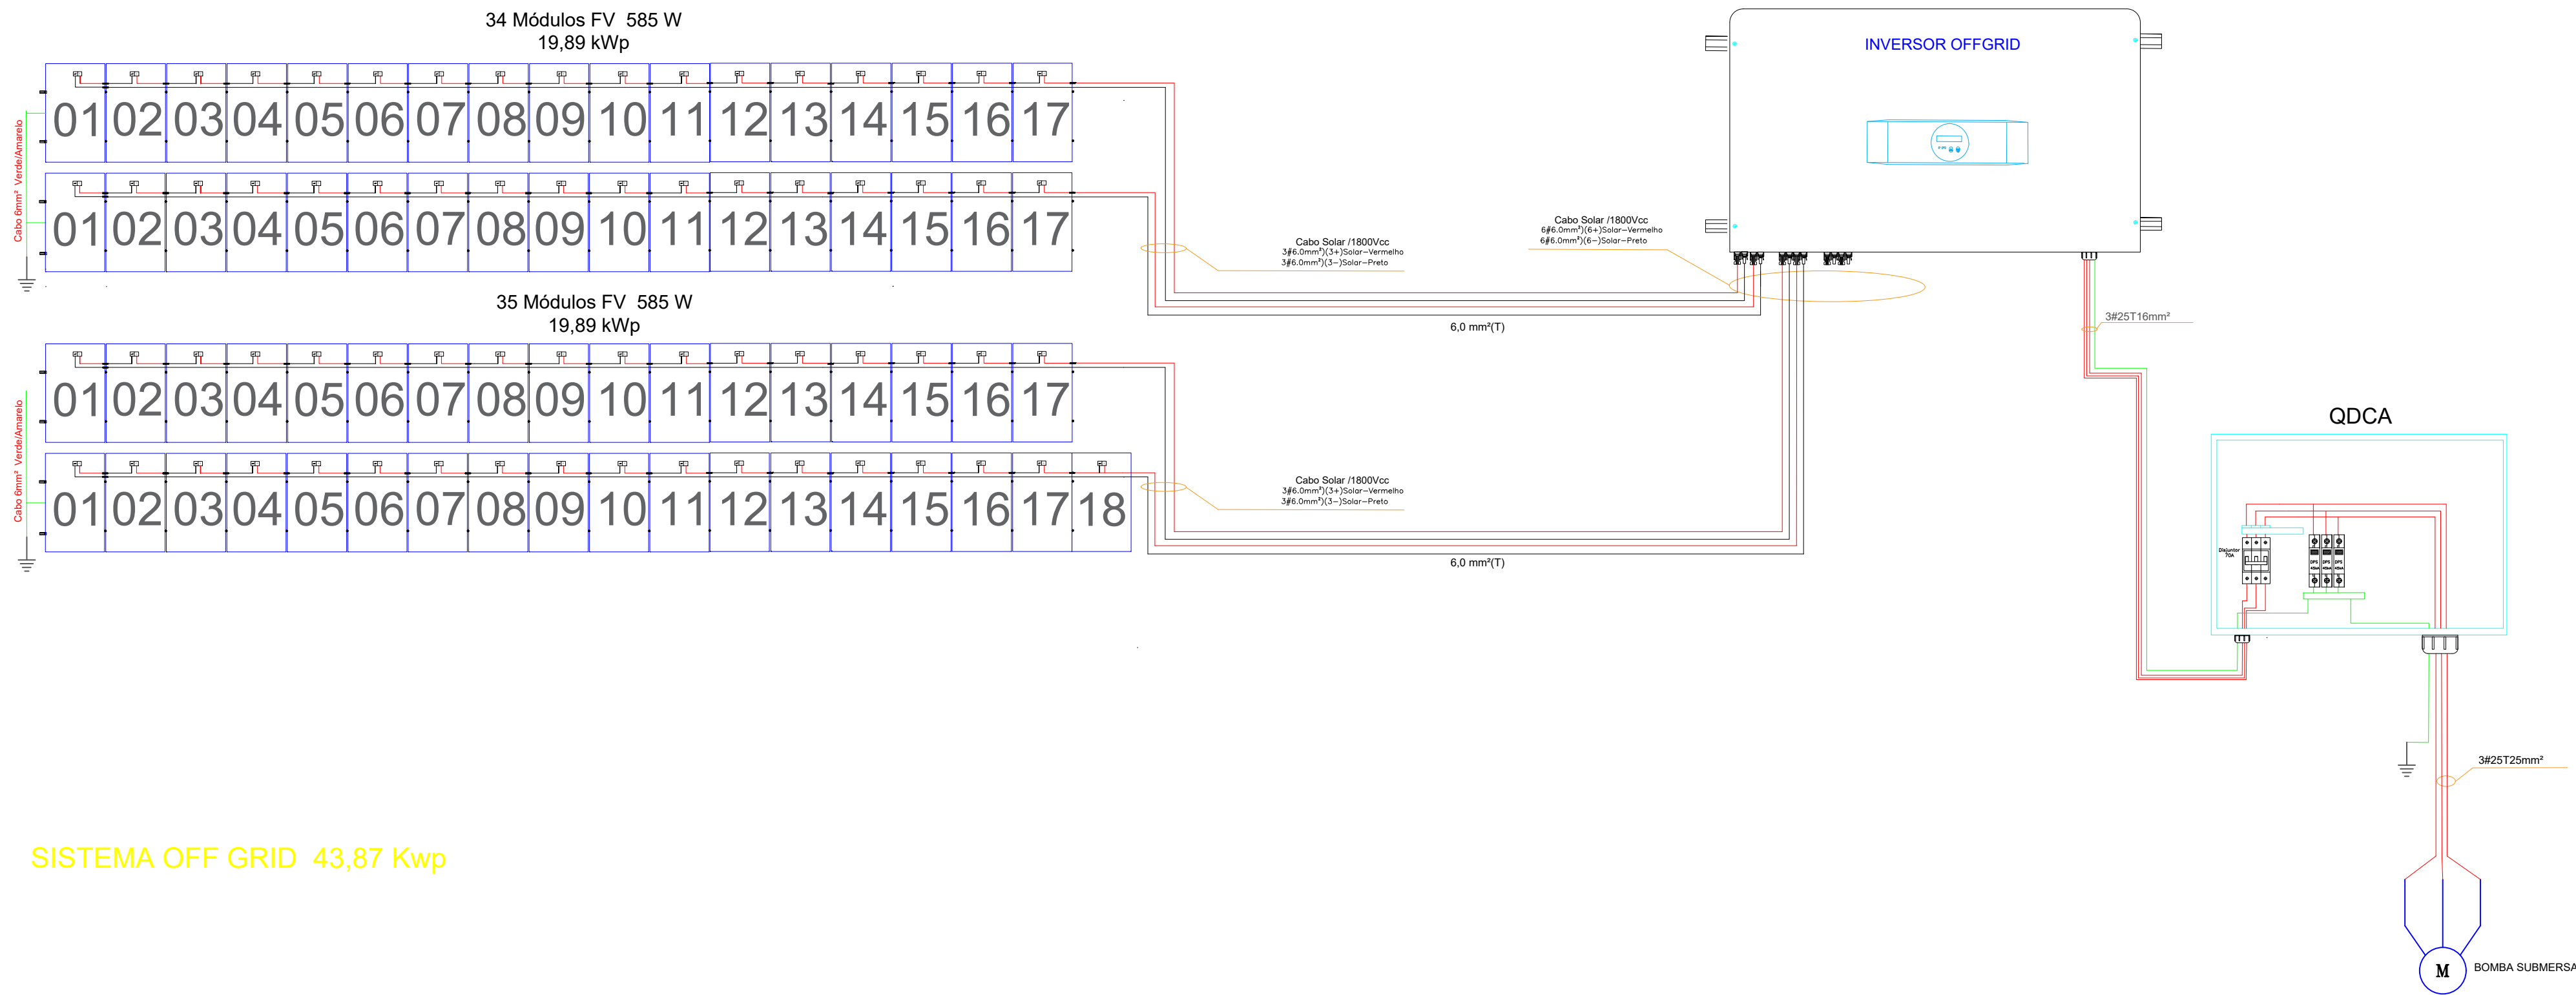 34 Módulos FV  585 W
19,89 kWp
01 02 03 04 05 06 07 08 09 10 11 12 13 14 15 16 17
01 02 03 04 05 06 07 08 09 10 11 12 13 14 15 16 17
Cabo 6mm² Verde/Amarelo
35 Módulos FV  585 W
19,89 kWp
01 02 03 04 05 06 07 08 09 10 11 12 13 14 15 16 17
01 02 03 04 05 06 07 08 09 10 11 12 13 14 15 16 17 18
Cabo 6mm² Verde/Amarelo
Cabo Solar /1800Vcc
3#6.0mm²)(3+)Solar-Vermelho
3#6.0mm²)(3-)Solar-Preto
6,0 mm²(T)
Cabo Solar /1800Vcc
3#6.0mm²)(3+)Solar-Vermelho
3#6.0mm²)(3-)Solar-Preto
6,0 mm²(T)
Cabo Solar /1800Vcc
6#6.0mm²)(6+)Solar-Vermelho
6#6.0mm²)(6-)Solar-Preto
INVERSOR OFFGRID
3#25T16mm²
QDCA
Disjuntor
70A
DPS DPS DPS
45kA 45kA 45kA
3#25T25mm²
M
BOMBA SUBMERSA
SISTEMA OFF GRID  43,87 Kwp